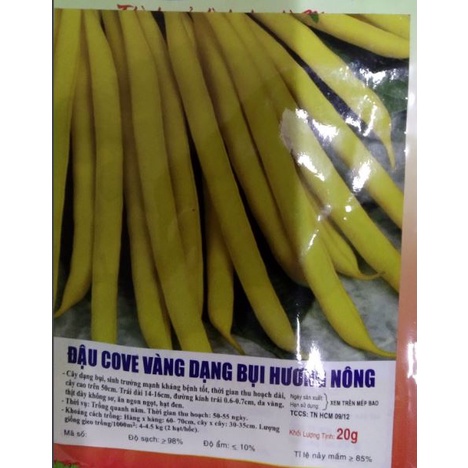 ĐẬU COVE VÀNG DẠNG BỤI HƯƠNG NÔNG
- Cây dạng bụi, sinh trưởng mạnh kháng bệnh tốt, thời gian thu hoạch dài,
cây cao trên 50cm. Trái dài 14-16cm, đường kính trái 0.6-0.7cm, da vàng,
thịt dày không sơ, ăn ngon ngọt, hạt đen.
- Thời vụ: Trồng quanh năm. Thời gian thu hoạch: 50-55 ngày.
- Khoảng cách trồng: Hàng x hàng: 60- 70cm, cây x cây: 30-35cm. Lượng
giống gieo trồng/1000m²: 4-4.5 kg (2 hạt/hốc).
Mã số: Độ sạch: ≥98% Độ ẩm: ≤ 10%
ngày sản xuất
Hạn sử dụng XEM TRÊN MÉP BAO
TCCS: TH HCM 09/12
Khối Lượng Tịnh: 20g
Tỉ lệ nảy mầm ≥ 85%